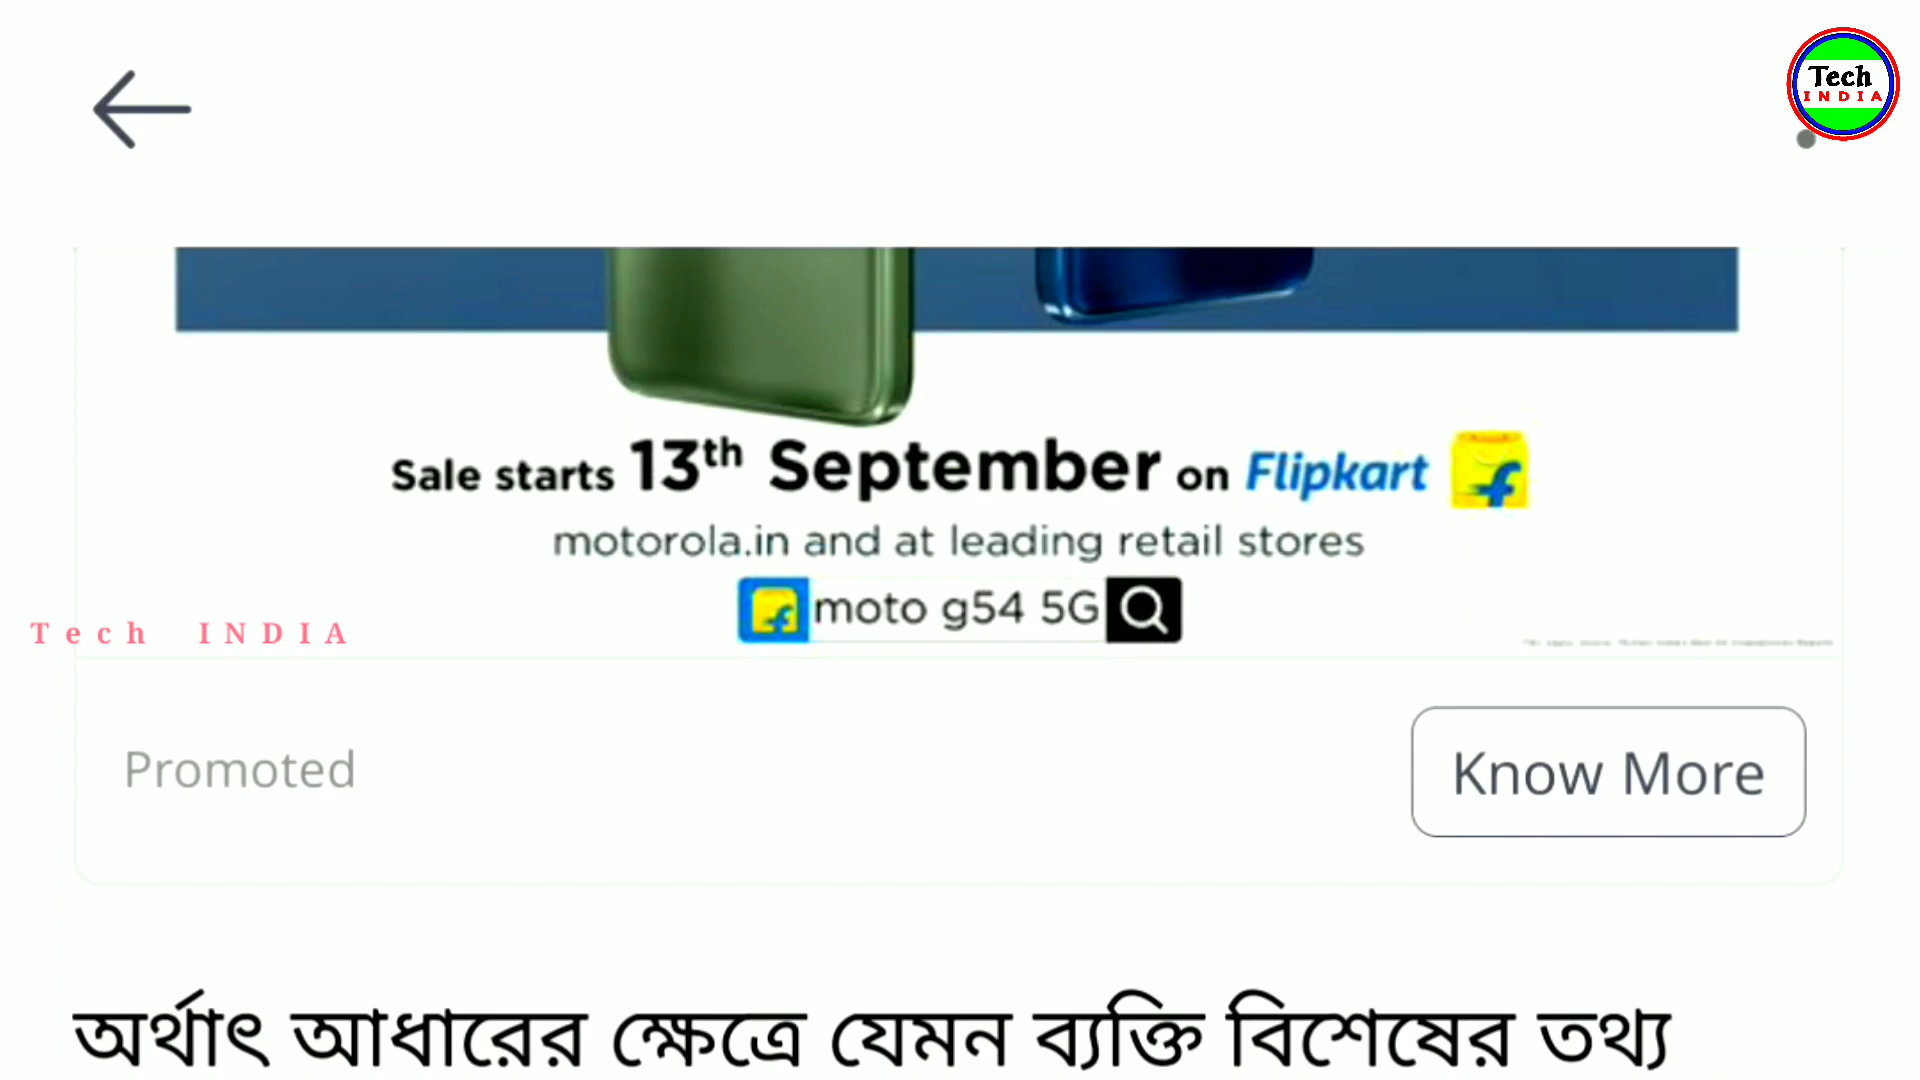 Tech
INDIA
Sale starts 13th September on Flipkart
motorola.in and at leading retail stores
moto g54 5G
Tech INDIA
Promoted
Know More
অর্থাৎ আধারের ক্ষেত্রে যেমন ব্যক্তি বিশেষের তথ্য